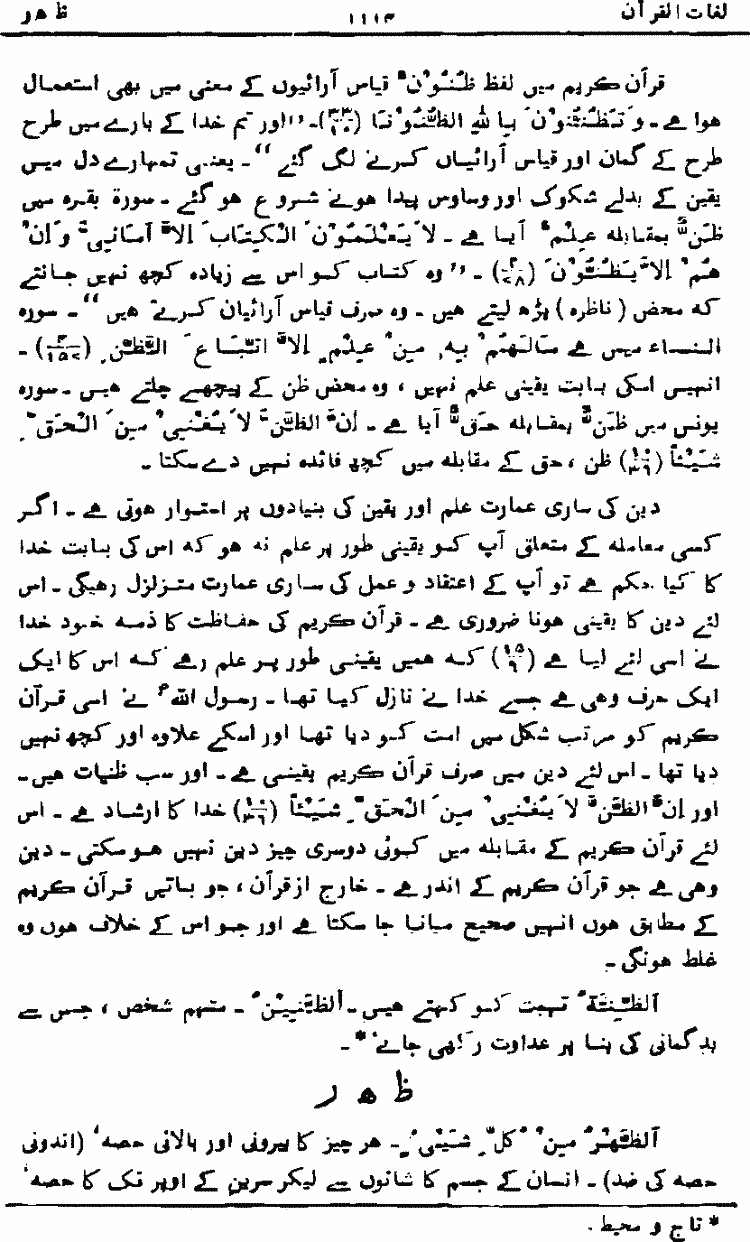 لغات القرآن ۱۱۱۳ ظ ھ ر
قرآن کریم میں لفظ ظُنُوْنٌ قیاس آرائیوں کے معنی میں بھی استعمال
ہوا ہے۔ وَتَظُنُّوْنَ بِاللّٰہِ الظُّنُوْنَا (۳۳/۱۰)۔ ’’اور تم خدا کے بارے میں طرح
طرح کے گمان اور قیاس آرائیاں کرنے لگ گئے‘‘۔ یعنی تمہارے دل میں
یقین کے بدلے شکوک اور وساوس پیدا ہونے شروع ہو گئے۔ سورۃ بقرہ میں
ظَنٌّ بمقابلہ عِلْمٌ آیا ہے۔ لَا یَعْلَمُوْنَ الْکِتَابَ اِلَّا اَمَانِیَّ وَاِنْ
ھُمْ اِلَّا یَظُنُّوْنَ (۲/۷۸)۔ ’’وہ کتاب کو اس سے زیادہ کچھ نہیں جانتے
کہ محض (ناظرہ) پڑھ لیتے ہیں۔ وہ صرف قیاس آرائیاں کرتے ہیں‘‘۔ سورہ
النساء میں ہے مَالَھُمْ بِہٖ مِنْ عِلْمٍ اِلَّا اتِّبَاعَ الظَّنِّ (۴/۱۵۷)۔
انہیں اسکی بابت یقینی علم نہیں، وہ محض ظن کے پیچھے چلتے ہیں۔ سورہ
یونس میں ظَنٌّ بمقابلہ حَقٌّ آیا ہے۔ اِنَّ الظَّنَّ لَا یُغْنِیْ مِنَ الْحَقِّ
شَیْئاً (۱۰/۳۶) ظن، حق کے مقابلہ میں کچھ فائدہ نہیں دے سکتا۔
دین کی ساری عمارت علم اور یقین کی بنیادوں پر استوار ہوتی ہے۔ اگر
کسی معاملہ کے متعلق آپ کو یقینی طور پر علم نہ ہو کہ اس کی بابت خدا
کا کیا حکم ہے تو آپ کے اعتقاد و عمل کی ساری عمارت متزلزل رہیگی۔ اس
لئے دین کا یقینی ہونا ضروری ہے۔ قرآن کریم کی حفاظت کا ذمہ خود خدا
نے اسی لئے لیا ہے (۱۵/۹) کہ ہمیں یقینی طور پر علم رہے کہ اس کا ایک
ایک حرف وہی ہے جسے خدا نے نازل کیا تھا۔ رسول اللہ ؐ نے اسی قرآن
کریم کو مرتب شکل میں امت کو دیا تھا اور اسکے علاوہ اور کچھ نہیں
دیا تھا۔ اس لئے دین میں صرف قرآن کریم یقینی ہے۔ اور سب ظنیات ہیں۔
اور اِنَّ الظَّنَّ لَا یُغْنِیْ مِنَ الْحَقِّ شَیْئاً (۱۰/۳۶) خدا کا ارشاد ہے۔ اس
لئے قرآن کریم کے مقابلہ میں کوئی دوسری چیز دین نہیں ہو سکتی۔ دین
وہی ہے جو قرآن کریم کے اندر ہے۔ خارج از قرآن، جو باتیں قرآن کریم
کے مطابق ہوں انہیں صحیح مانا جا سکتا ہے اور جو اس کے خلاف ہوں وہ
غلط ہونگی۔
اَلظِّنَّۃُ تہمت کو کہتے ہیں۔ اَلظَّنِیْنُ۔ متہم شخص، جس سے
بدگمانی کی بنا پر عداوت رکھی جائے*۔
ظ ھ ر
اَلظَّھْرُ مِنْ کُلِّ شَیْئٍ۔ ہر چیز کا بیرونی اور بالائی حصہ، (اندونی
حصہ کی ضد)۔ انسان کے جسم کا شانوں سے لیکر سرین کے اوپر تک کا حصہ،
*تاج و محیط۔